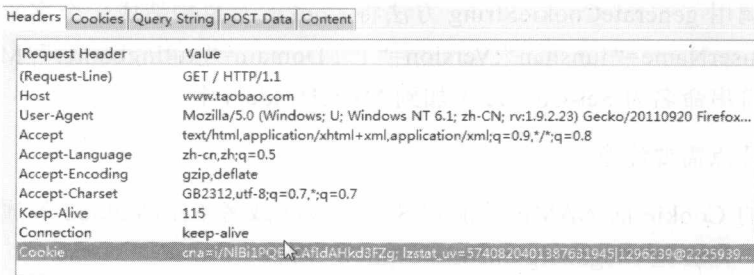 Headers Cookies Query String POST Data Content
Request Header Value
(Request-Line) GET / HTTP/1.1
Host www.taobao.com
User-Agent Mozilla/5.0 (Windows; U; Windows NT 6.1; zh-CN; rv:1.9.2.23) Gecko/20110920 Firefox...
Accept text/html,application/xhtml+xml,application/xml;q=0.9,*/*;q=0.8
Accept-Language zh-cn,zh;q=0.5
Accept-Encoding gzip,deflate
Accept-Charset GB2312,utf-8;q=0.7,*;q=0.7
Keep-Alive 115
Connection keep-alive
Cookie lzstat_uv=5740820401387631945|1296239@2225939...